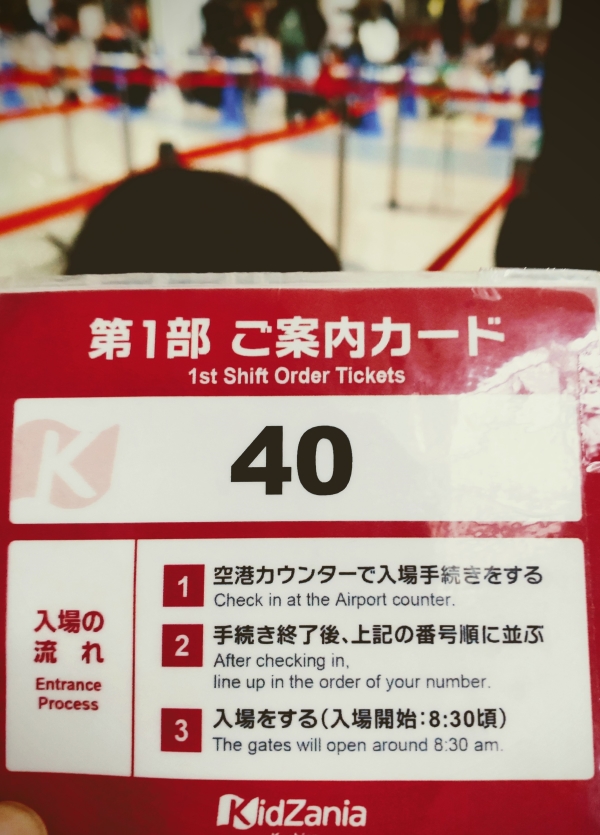 第1部 ご案内カード
1st Shift Order Tickets
K
40
入場の
流れ
Entrance
Process
1 空港カウンターで入場手続きをする
Check in at the Airport counter.
2 手続き終了後、上記の番号順に並ぶ
After checking in,
line up in the order of your number.
3 入場をする(入場開始:8:30頃)
The gates will open around 8:30 am.
KidZania